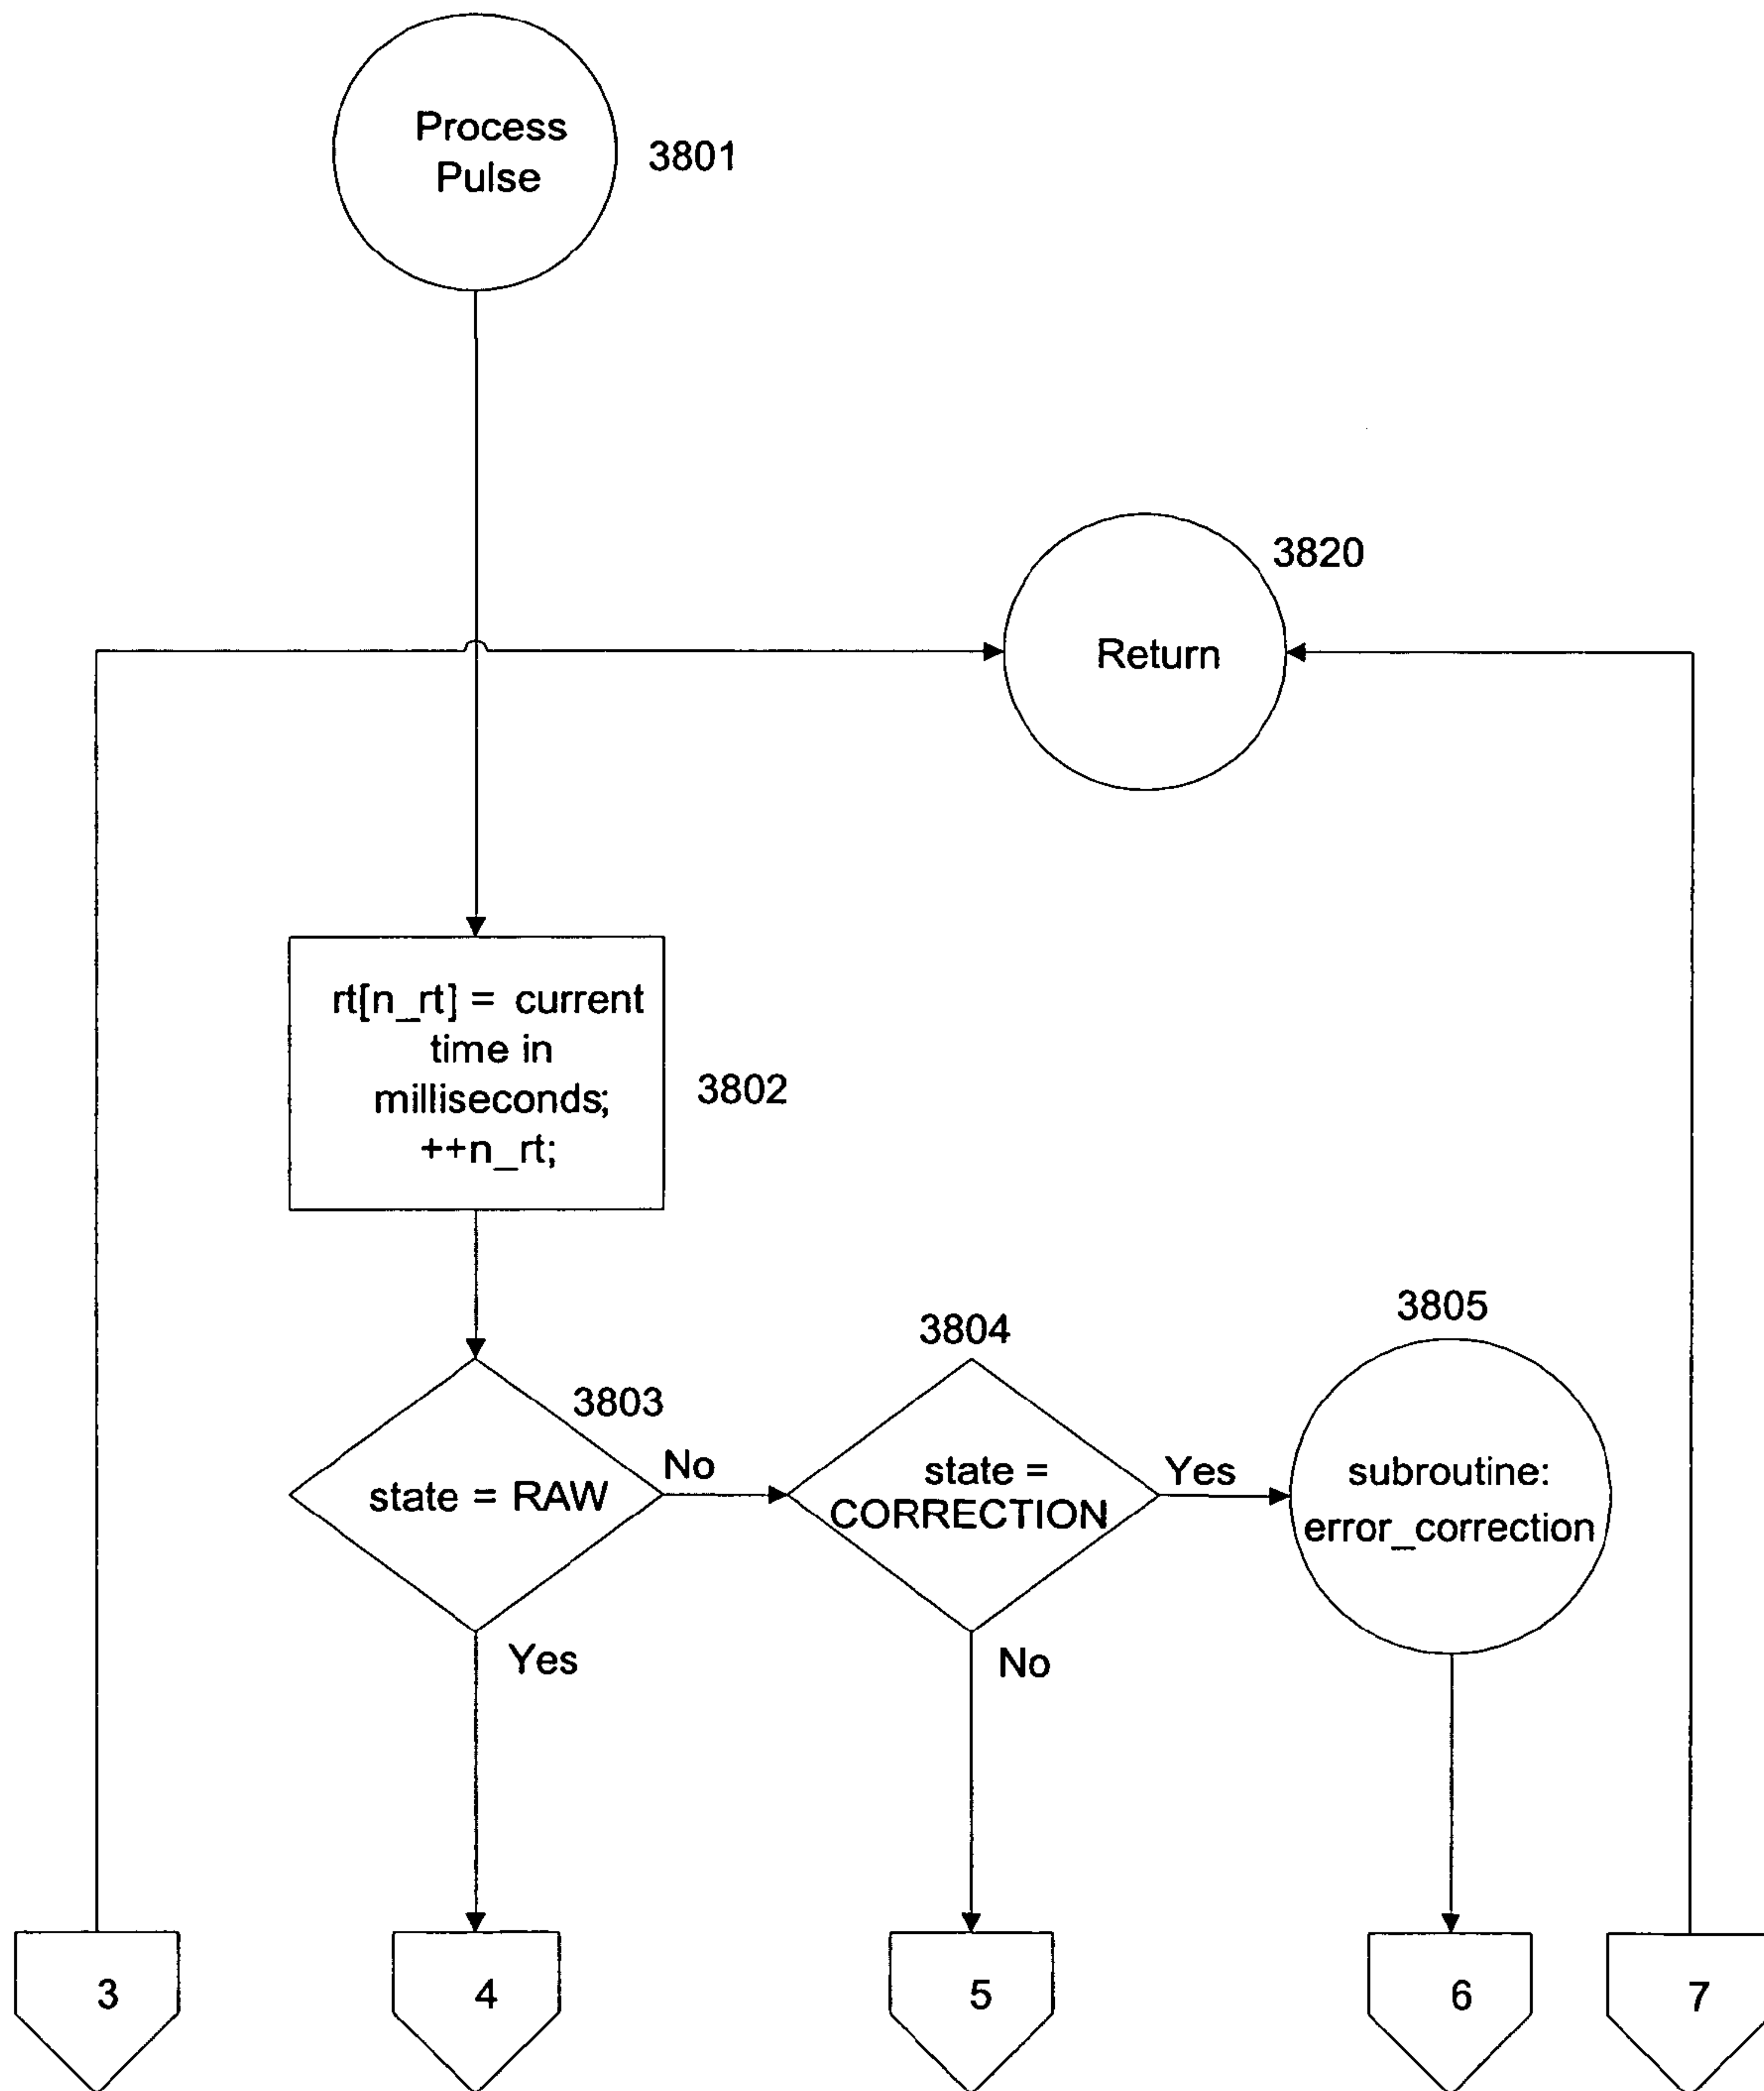 Process
Pulse
3801
3820
Return
rt[n_rt] = current
time in
milliseconds;
++n_rt;
3802
3805
3804
3803
state = RAW
No
state =
CORRECTION
Yes
subroutine:
error_correction
Yes
No
3
4
5
6
7